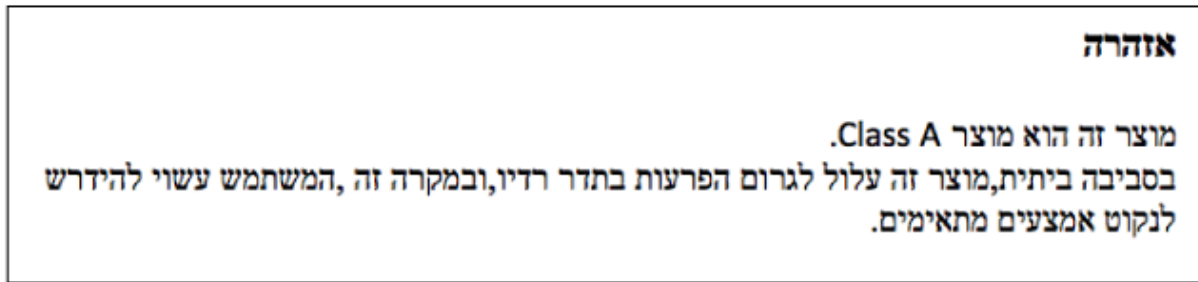 אזהרה
מוצר זה הוא מוצר Class A.
בסביבה ביתית,מוצר זה עלול לגרום הפרעות בתדר רדיו,ובמקרה זה ,המשתמש עשוי להידרש
לנקוט אמצעים מתאימים.